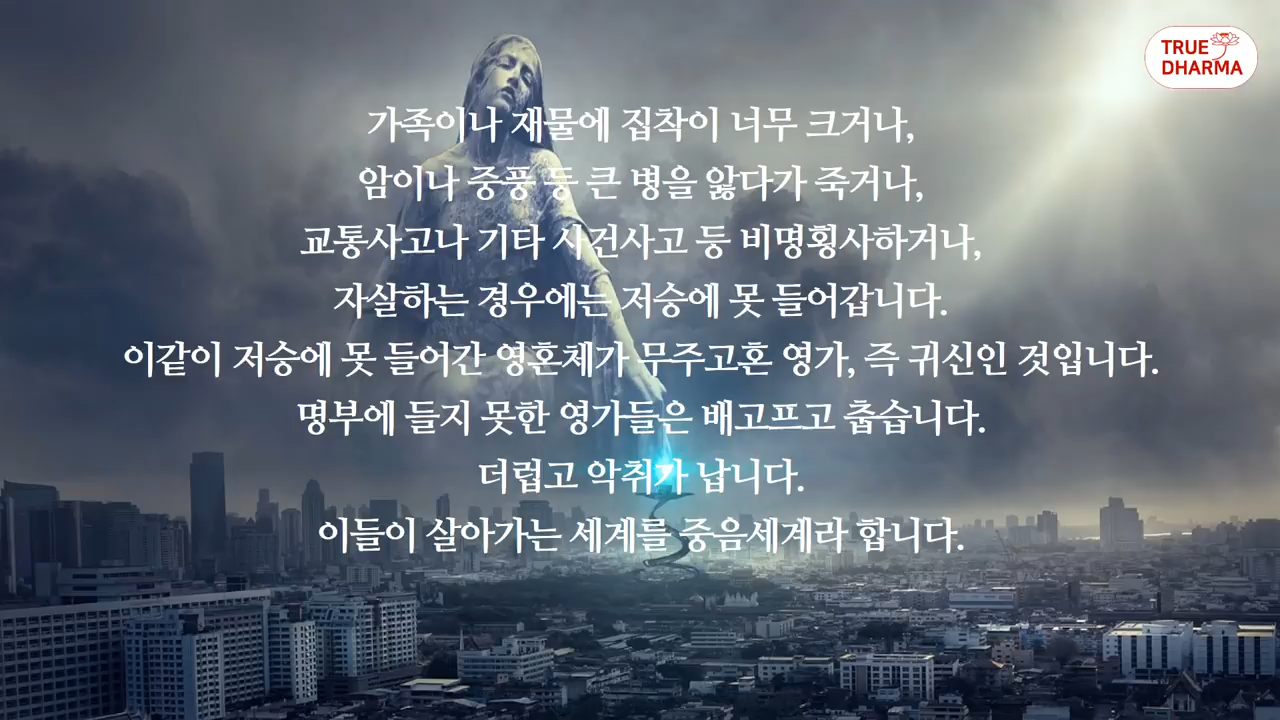 TRUE
DHARMA
가족이나 재물에 집착이 너무 크거나,
암이나 중풍 등 큰 병을 앓다가 죽거나,
교통사고나 기타 사건사고 등 비명횡사하거나,
자살하는 경우에는 저승에 못 들어갑니다.
이같이 저승에 못 들어간 영혼체가 무주고혼 영가, 즉 귀신인 것입니다.
명부에 들지 못한 영가들은 배고프고 춥습니다.
더럽고 악취가 납니다.
이들이 살아가는 세계를 중음세계라 합니다.